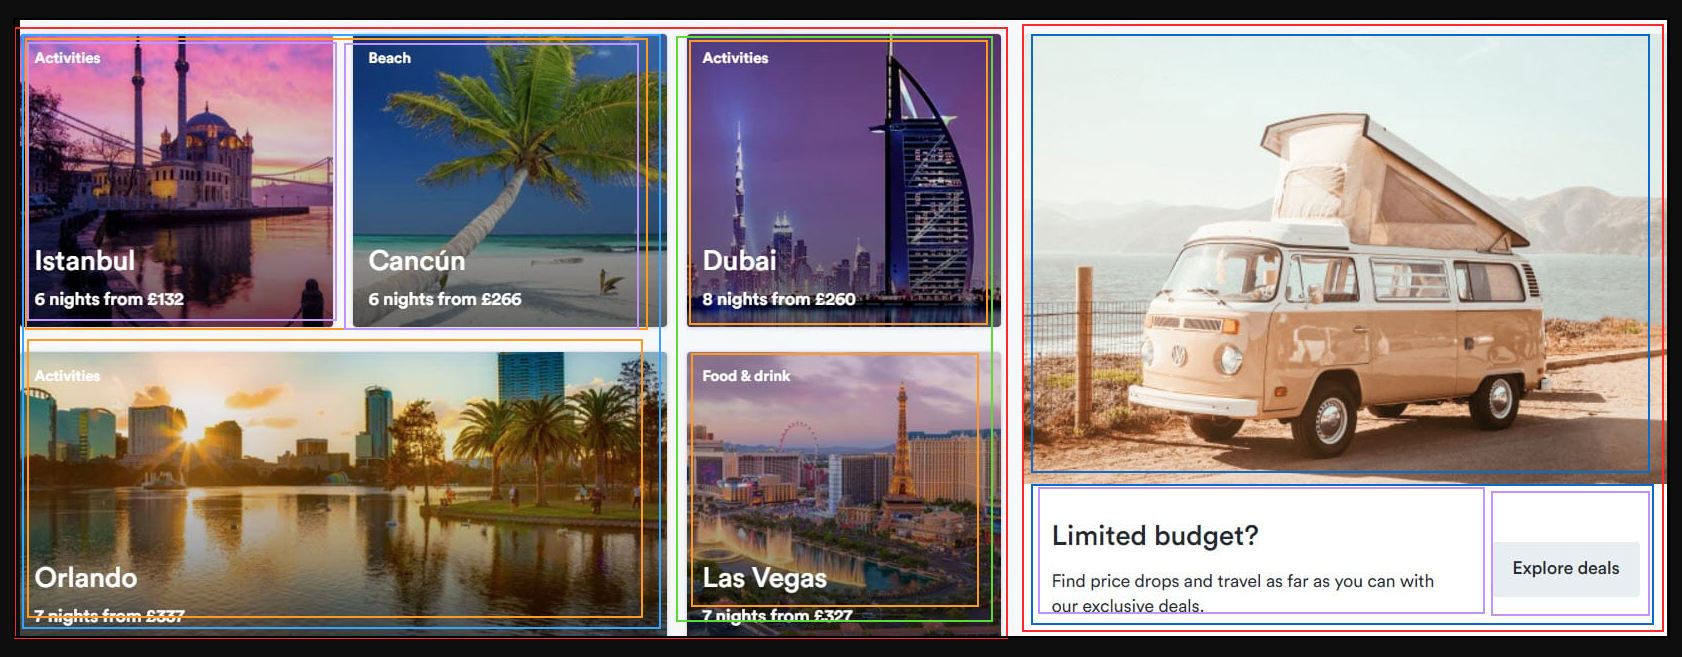 Activities
Istanbul
6 nights from £132
Beach
Cancún
6 nights from £266
Activities
Dubai
8 nights from £260
Activities
Orlando
7 nights from £337
Food & drink
Las Vegas
7 nights from £327
Limited budget?
Find price drops and travel as far as you can with
our exclusive deals.
Explore deals